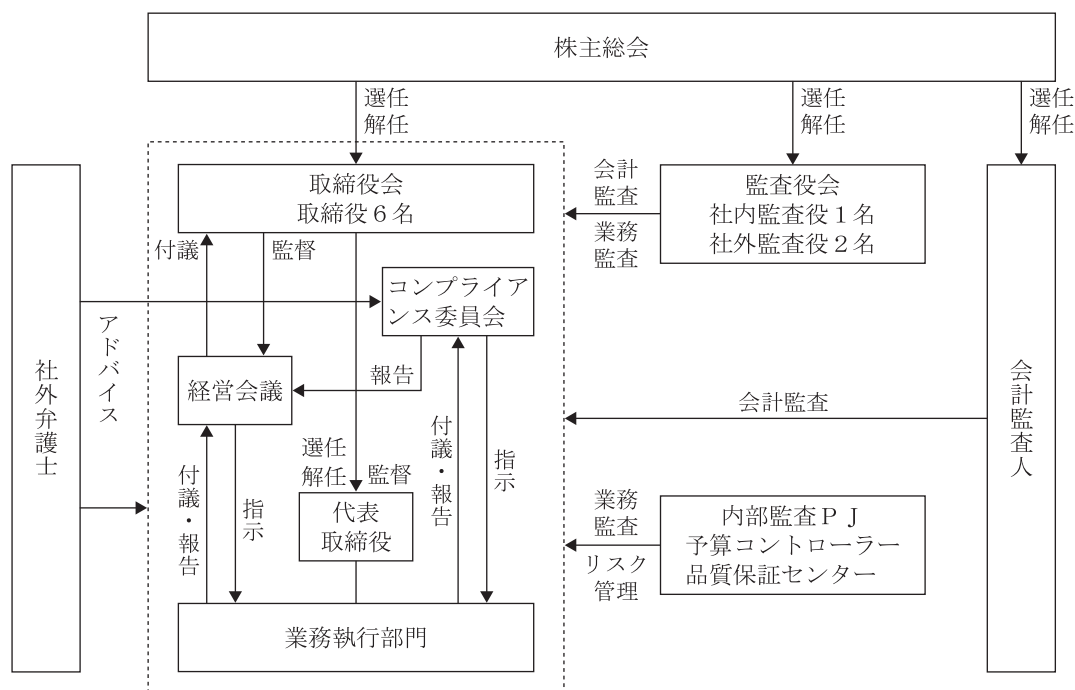 株主総会
選任
解任
選任
解任
選任
解任
取締役会
取締役６名
会計
監査
業務
監査
監査役会
社内監査役１名
社外監査役２名
付議
監督
コンプライア
ンス委員会
アドバイス
社外弁護士
経営会議
報告
会計監査
会計監査人
選任
解任
監督
付議・報告
指示
付議・報告
指示
代表
取締役
業務
監査
リスク
管理
内部監査ＰＪ
予算コントローラー
品質保証センター
業務執行部門